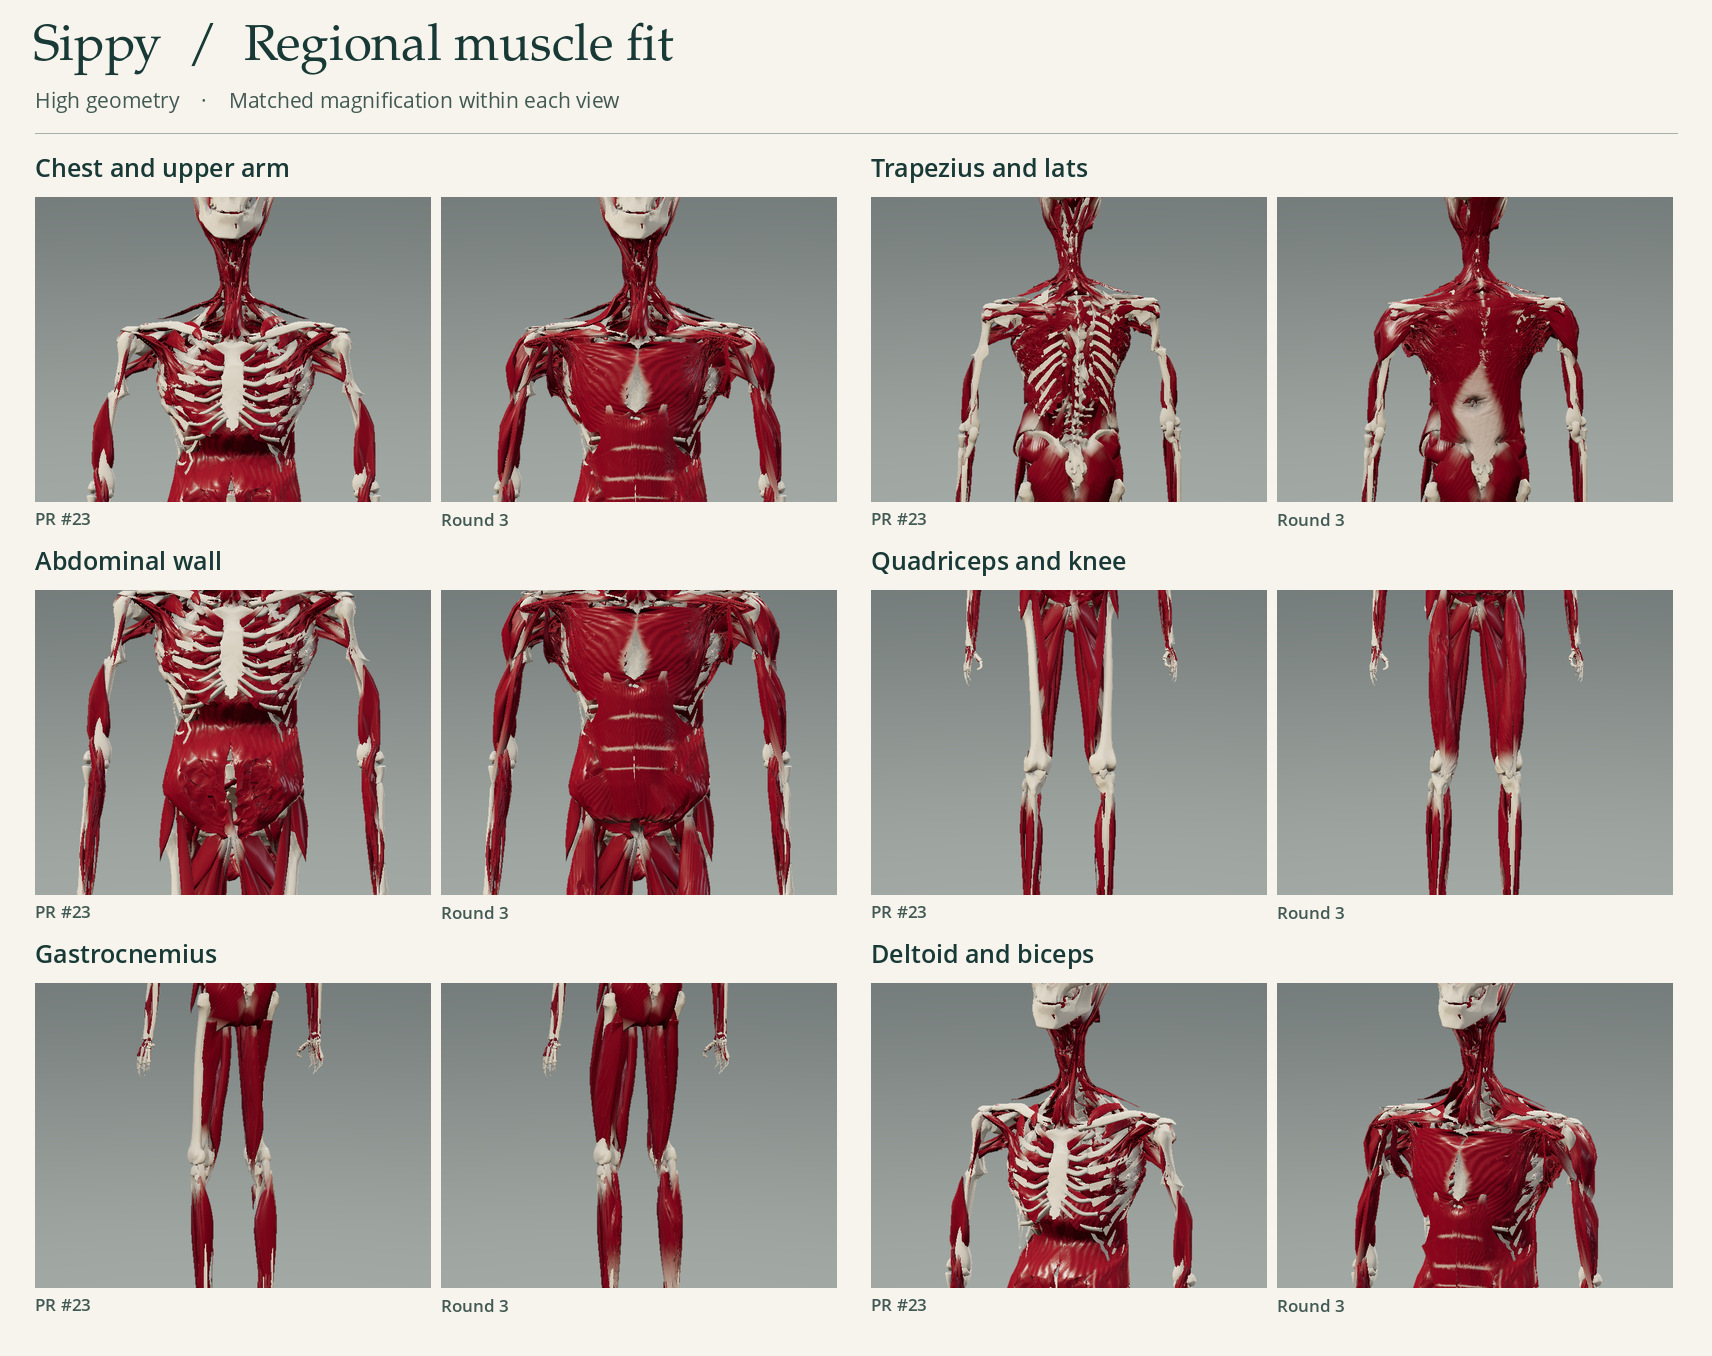 Sippy / Regional muscle fit
High geometry · Matched magnification within each view
Chest and upper arm
Trapezius and lats
PR #23
Round 3
PR #23
Round 3
Abdominal wall
Quadriceps and knee
PR #23
Round 3
PR #23
Round 3
Gastrocnemius
Deltoid and biceps
PR #23
Round 3
PR #23
Round 3